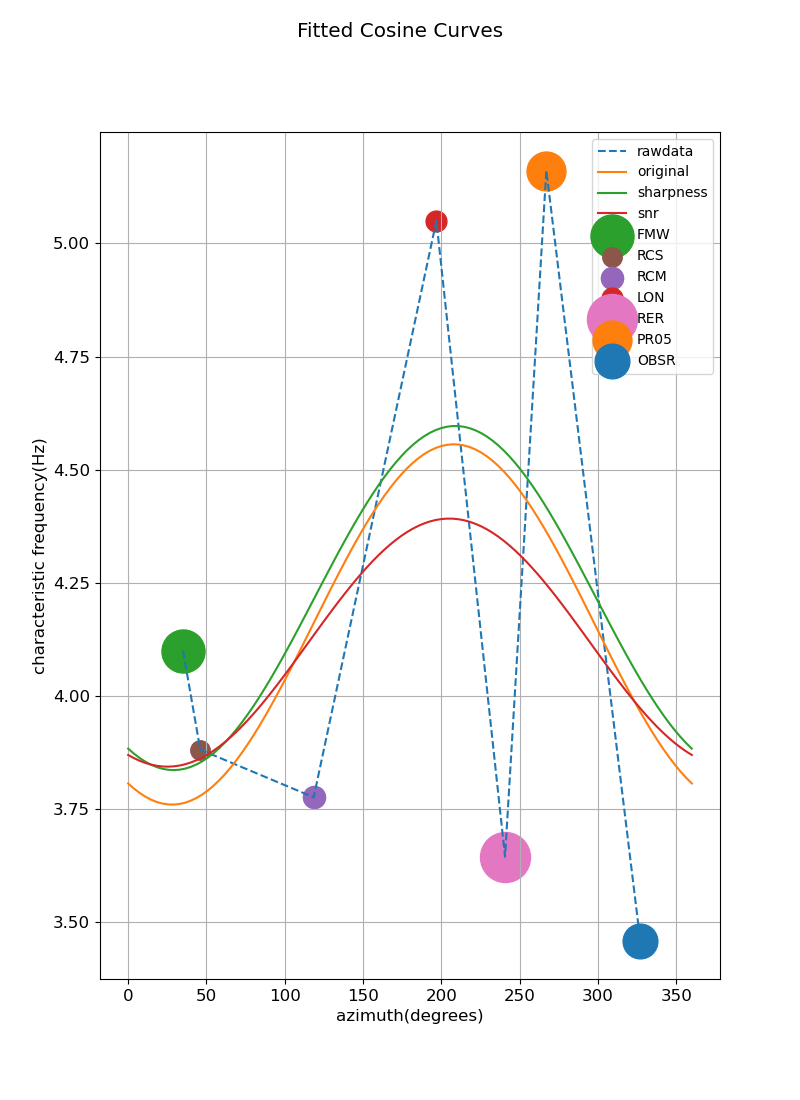 Fitted Cosine Curves
rawdata
original
sharpness
snr
FMW
RCS
RCM
LON
RER
PR05
OBSR
characteristic frequency(Hz)
5.00
4.75
4.50
4.25
4.00
3.75
3.50
0 50 100 150 200 250 300 350
azimuth(degrees)